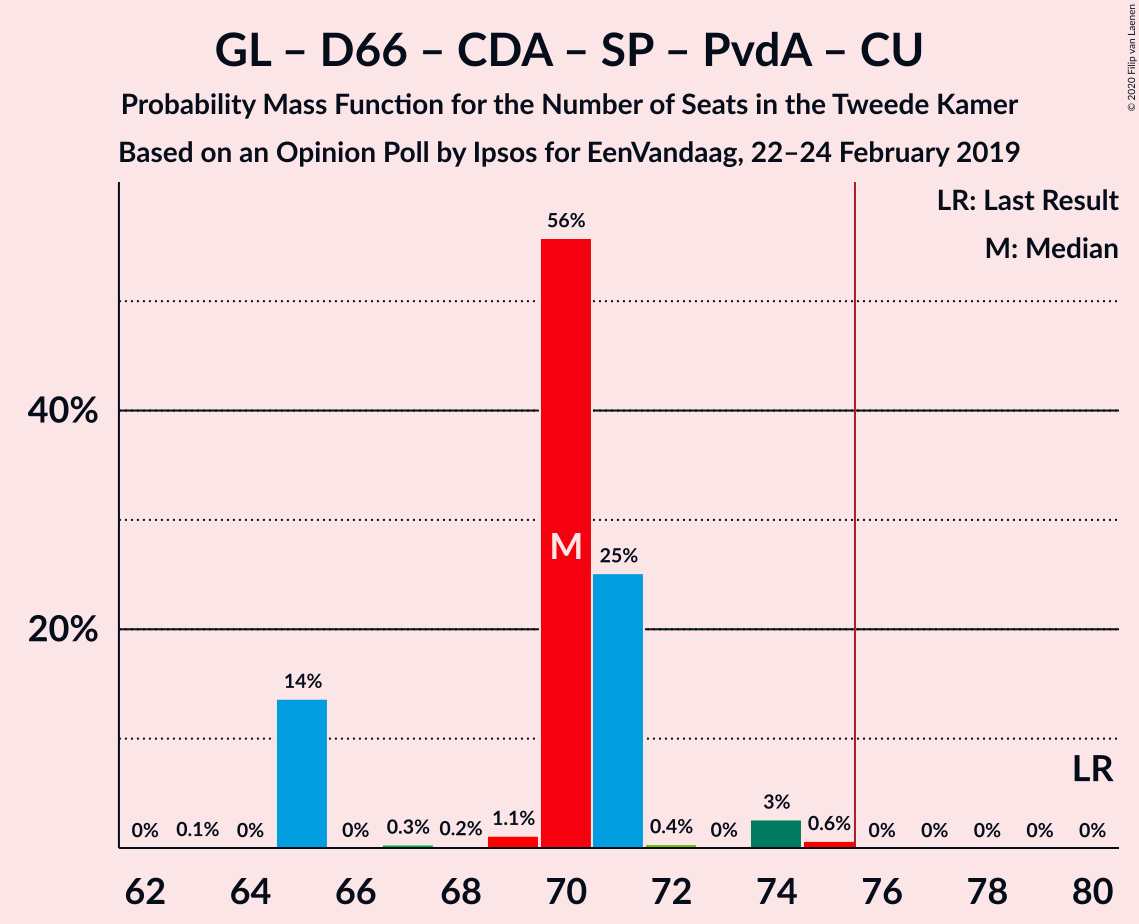 GL – D66 – CDA – SP – PvdA – CU
Probability Mass Function for the Number of Seats in the Tweede Kamer
Based on an Opinion Poll by Ipsos for EenVandaag, 22–24 February 2019
© 2020 Filip van Laenen
LR: Last Result
M: Median
56%
40%
M
25%
20%
14%
LR
0% 0.1% 0% 0% 0.3% 0.2% 1.1% 0.4% 0% 3% 0.6% 0% 0% 0% 0% 0%
62 64 66 68 70 72 74 76 78 80